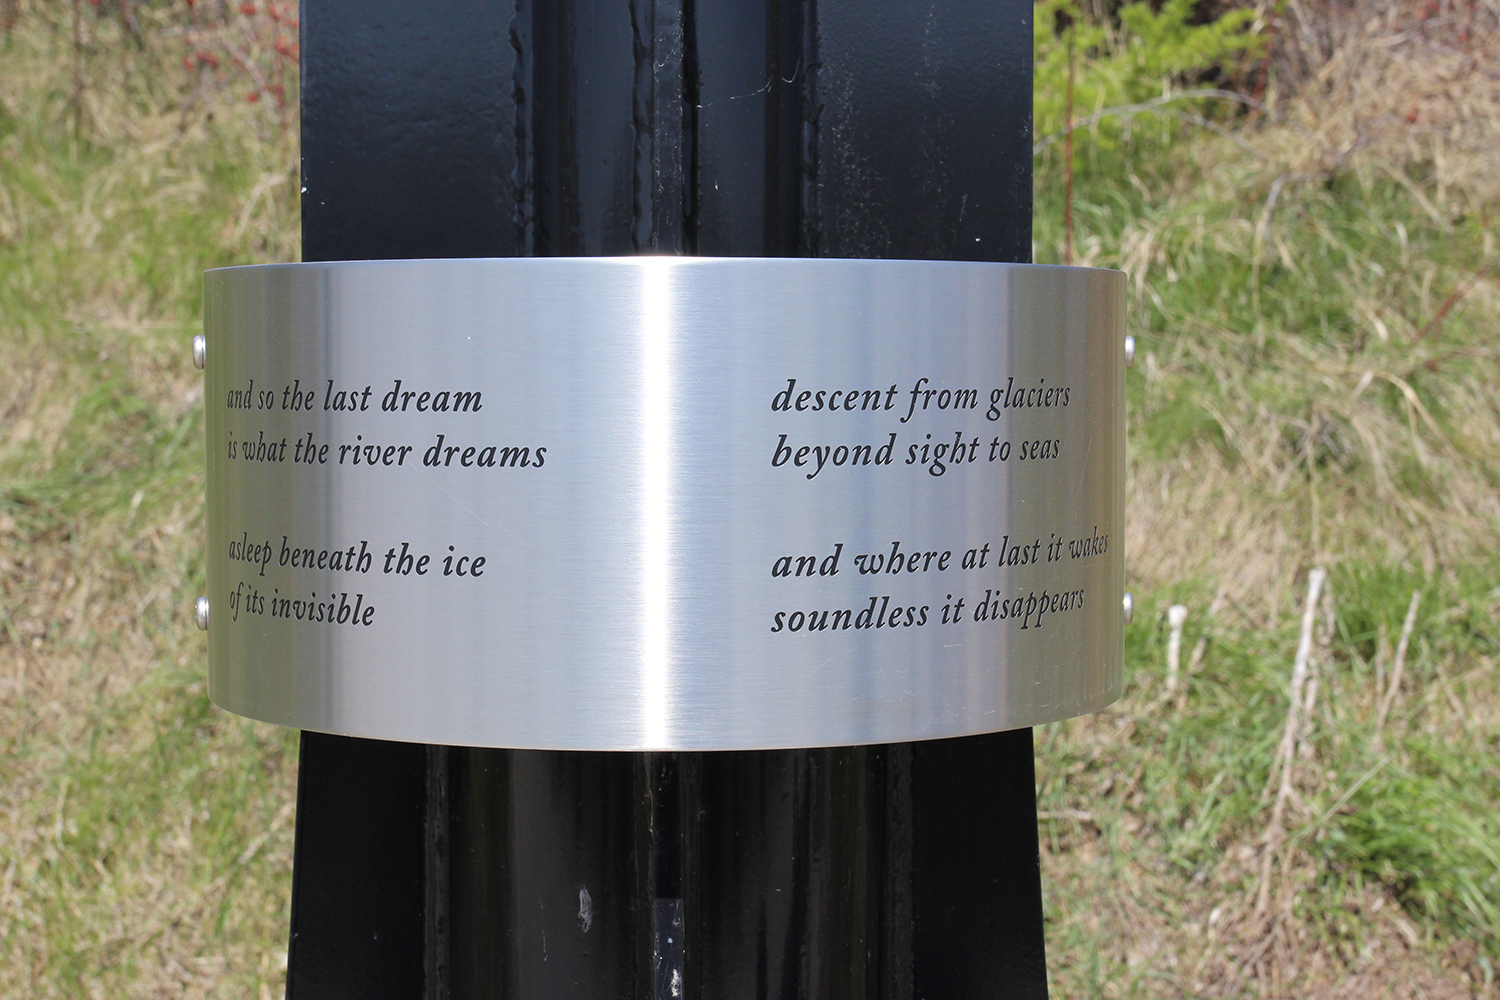 and so the last dream
is what the river dreams
asleep beneath the ice
of its invisible
descent from glaciers
beyond sight to seas
and where at last it wakes
soundless it disappears